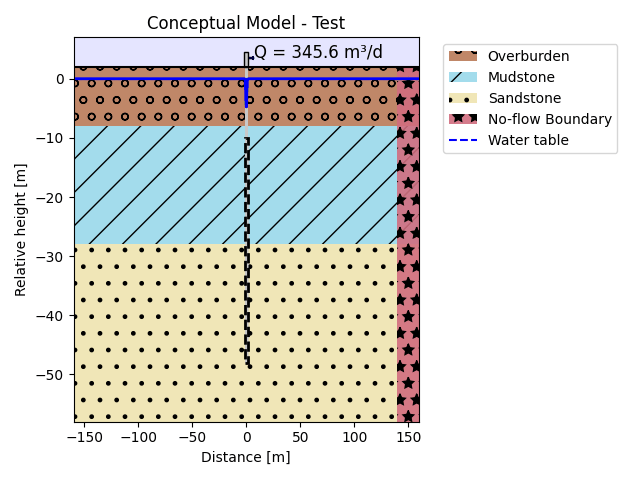 Conceptual Model - Test
Q = 345.6 m³/d
Overburden
Mudstone
Sandstone
No-flow Boundary
Water table
Relative height [m]
0
−10
−20
−30
−40
−50
−150
−100
−50
0
50
100
150
Distance [m]